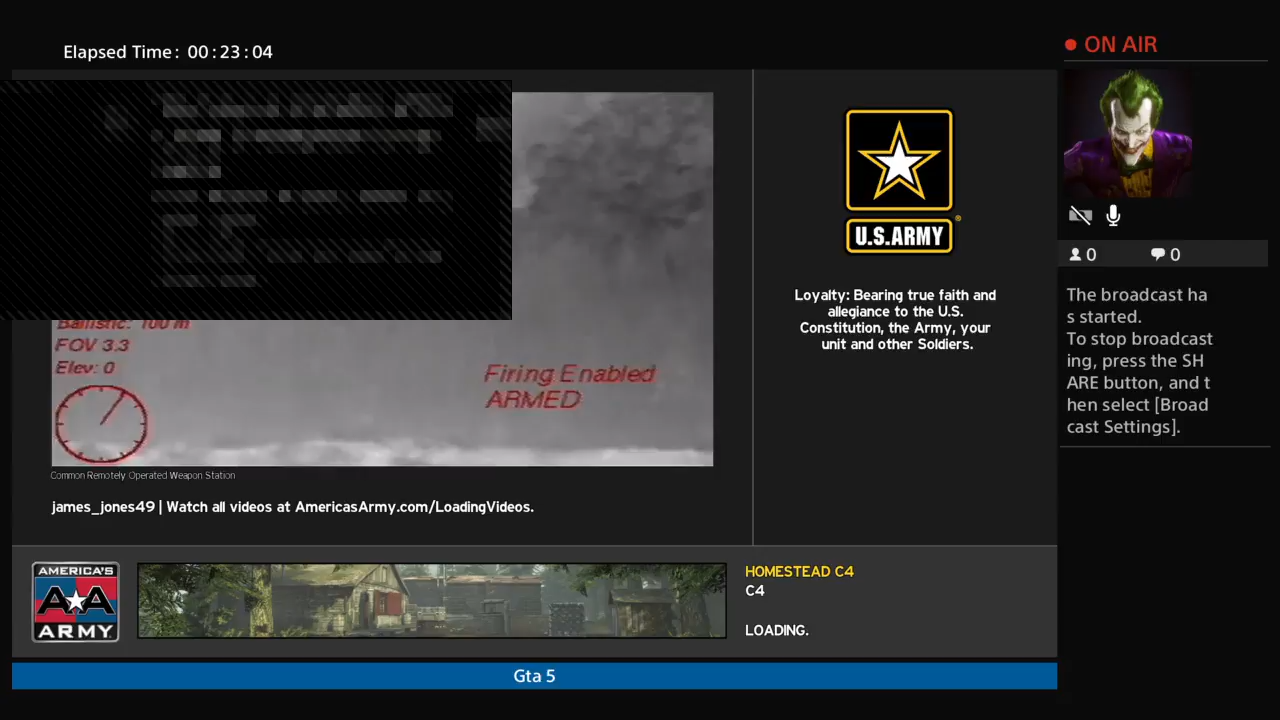 Elapsed Time: 00:23:04
ON AIR
U.S.ARMY
0 0
Loyalty: Bearing true faith and
allegiance to the U.S.
Constitution, the Army, your
unit and other Soldiers.
The broadcast ha
s started.
To stop broadcast
ing, press the SH
ARE button, and t
hen select [Broad
cast Settings].
Ballistic: 100 m
FOV 3.3
Elev: 0
Firing Enabled
ARMED
Common Remotely Operated Weapon Station
james_jones49 | Watch all videos at AmericasArmy.com/LoadingVideos.
AMERICA'S
AA
ARMY
HOMESTEAD C4
C4
LOADING.
Gta 5